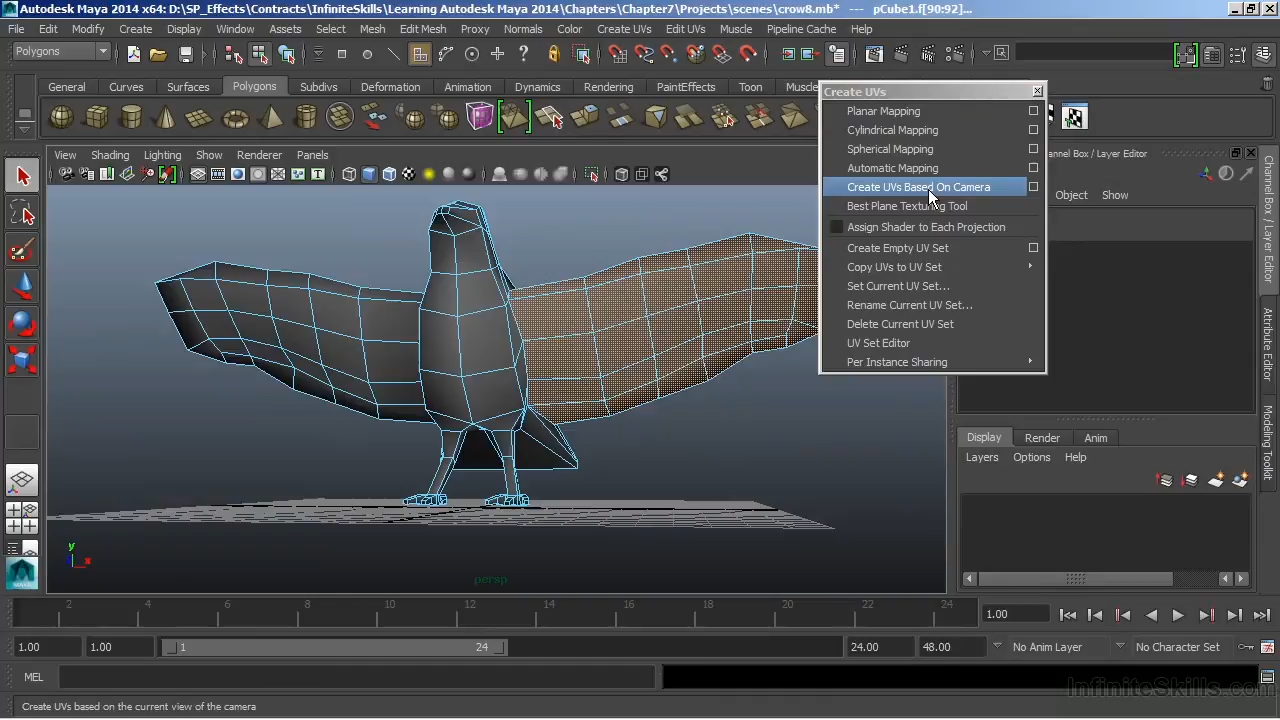 Autodesk Maya 2014 x64: D:\SP_Effects\Contracts\InfiniteSkills\Learning Autodesk Maya 2014\Chapters\Chapter7\Projects\scenes\crow8.mb* --- pCube1.f[90:92]...
File Edit Modify Create Display Window Assets Select Mesh Edit Mesh Proxy Normals Color Create UVs Edit UVs Muscle Pipeline Cache Help
Polygons
General Curves Surfaces Polygons Subdivs Deformation Animation Dynamics Rendering PaintEffects Toon Muscle
Create UVs
Planar Mapping
Cylindrical Mapping
Spherical Mapping
Automatic Mapping
Create UVs Based On Camera
Best Plane Texturing Tool
Assign Shader to Each Projection
Create Empty UV Set
Copy UVs to UV Set
Set Current UV Set...
Rename Current UV Set...
Delete Current UV Set
UV Set Editor
Per Instance Sharing
View Shading Lighting Show Renderer Panels
hannel Box / Layer Editor
Object Show
Channel Box / Layer Editor
Attribute Editor
Modeling Toolkit
Display Render Anim
Layers Options Help
y
x
persp
2 4 6 8 10 12 14 16 18 20 22 24
1.00
1.00 1.00 1 24 24.00 48.00 No Anim Layer No Character Set
MEL
InfiniteSkills.com
Create UVs based on the current view of the camera